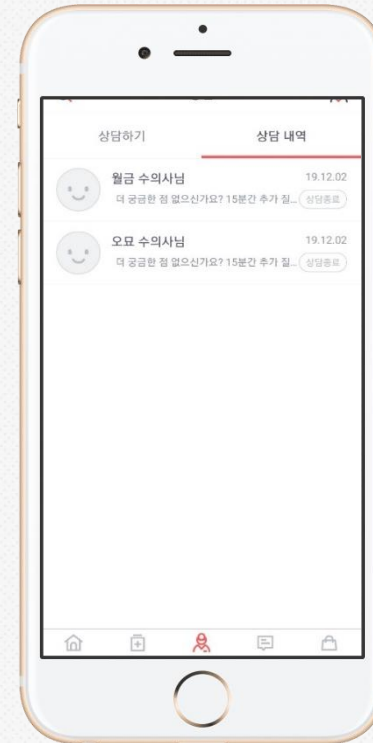 상담하기
상담 내역
월금 수의사님
19.12.02
더 궁금한 점 없으신가요? 15분간 추가 질...
상담종료
오묘 수의사님
19.12.02
더 궁금한 점 없으신가요? 15분간 추가 질...
상담종료